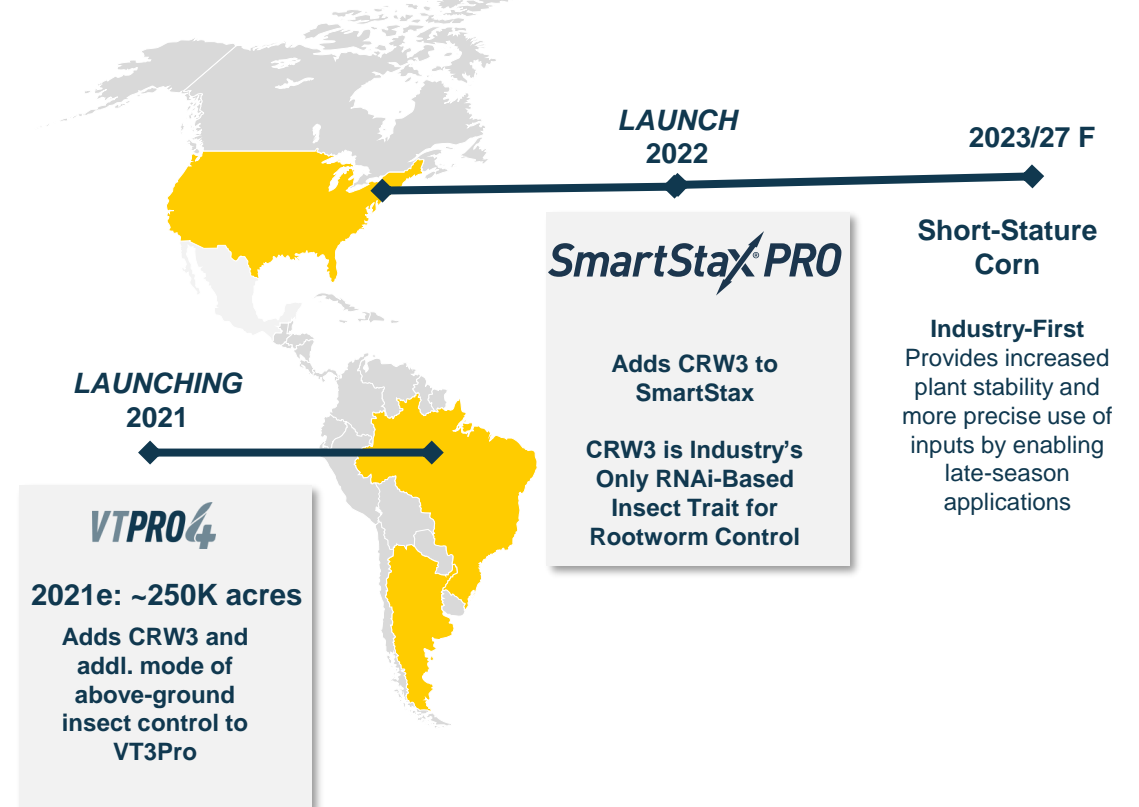 LAUNCH
2022
2023/27 F
SmartStax® PRO
Adds CRW3 to
SmartStax
CRW3 is Industry's
Only RNAi-Based
Insect Trait for
Rootworm Control
Short-Stature
Corn
Industry-First
Provides increased
plant stability and
more precise use of
inputs by enabling
late-season
applications
LAUNCHING
2021
VTPRO4
2021e: ~250K acres
Adds CRW3 and
addl. mode of
above-ground
insect control to
VT3Pro